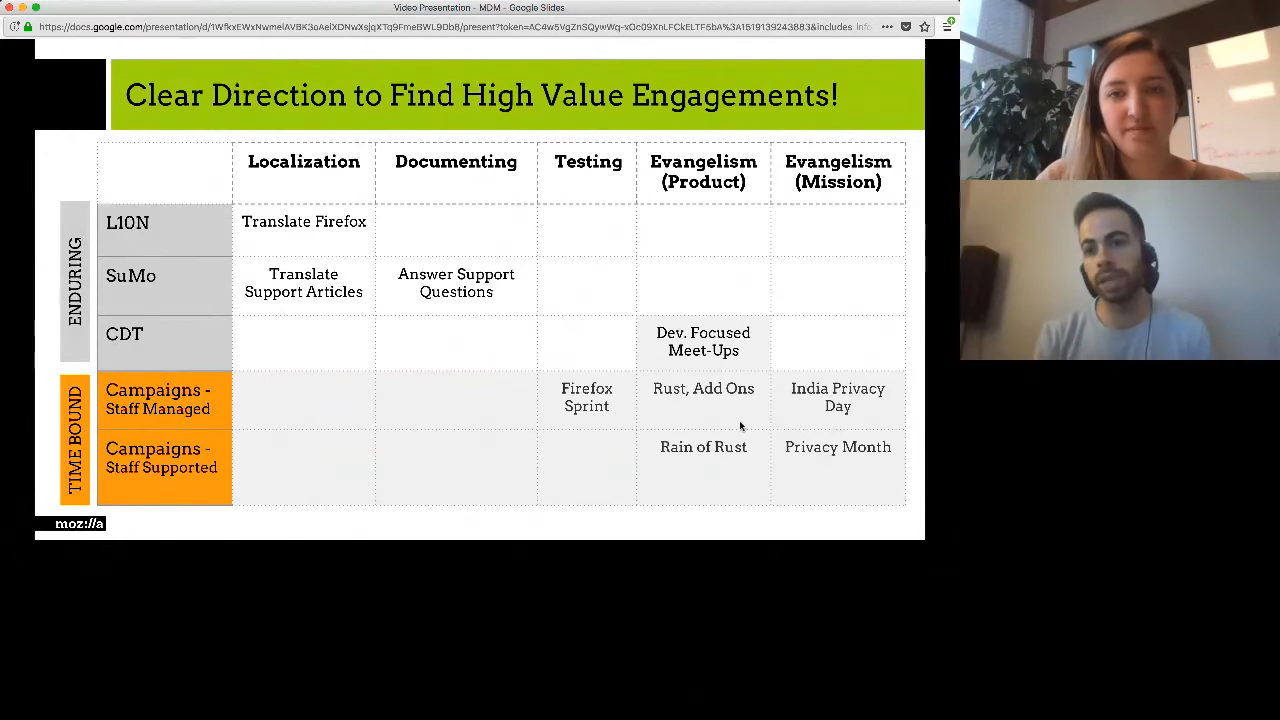 Video Presentation - MDM - Google Slides
Clear Direction to Find High Value Engagements!
Localization Documenting Testing Evangelism (Product) Evangelism (Mission)
ENDURING
L10N Translate Firefox
SuMo Translate Support Articles Answer Support Questions
CDT Dev. Focused Meet-Ups
TIME BOUND
Campaigns - Staff Managed Firefox Sprint Rust, Add Ons India Privacy Day
Campaigns - Staff Supported Rain of Rust Privacy Month
moz://a